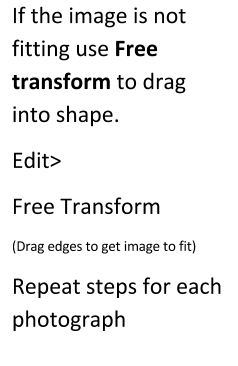 If the image is not
fitting use Free
transform to drag
into shape.
Edit>
Free Transform
(Drag edges to get image to fit)
Repeat steps for each
photograph